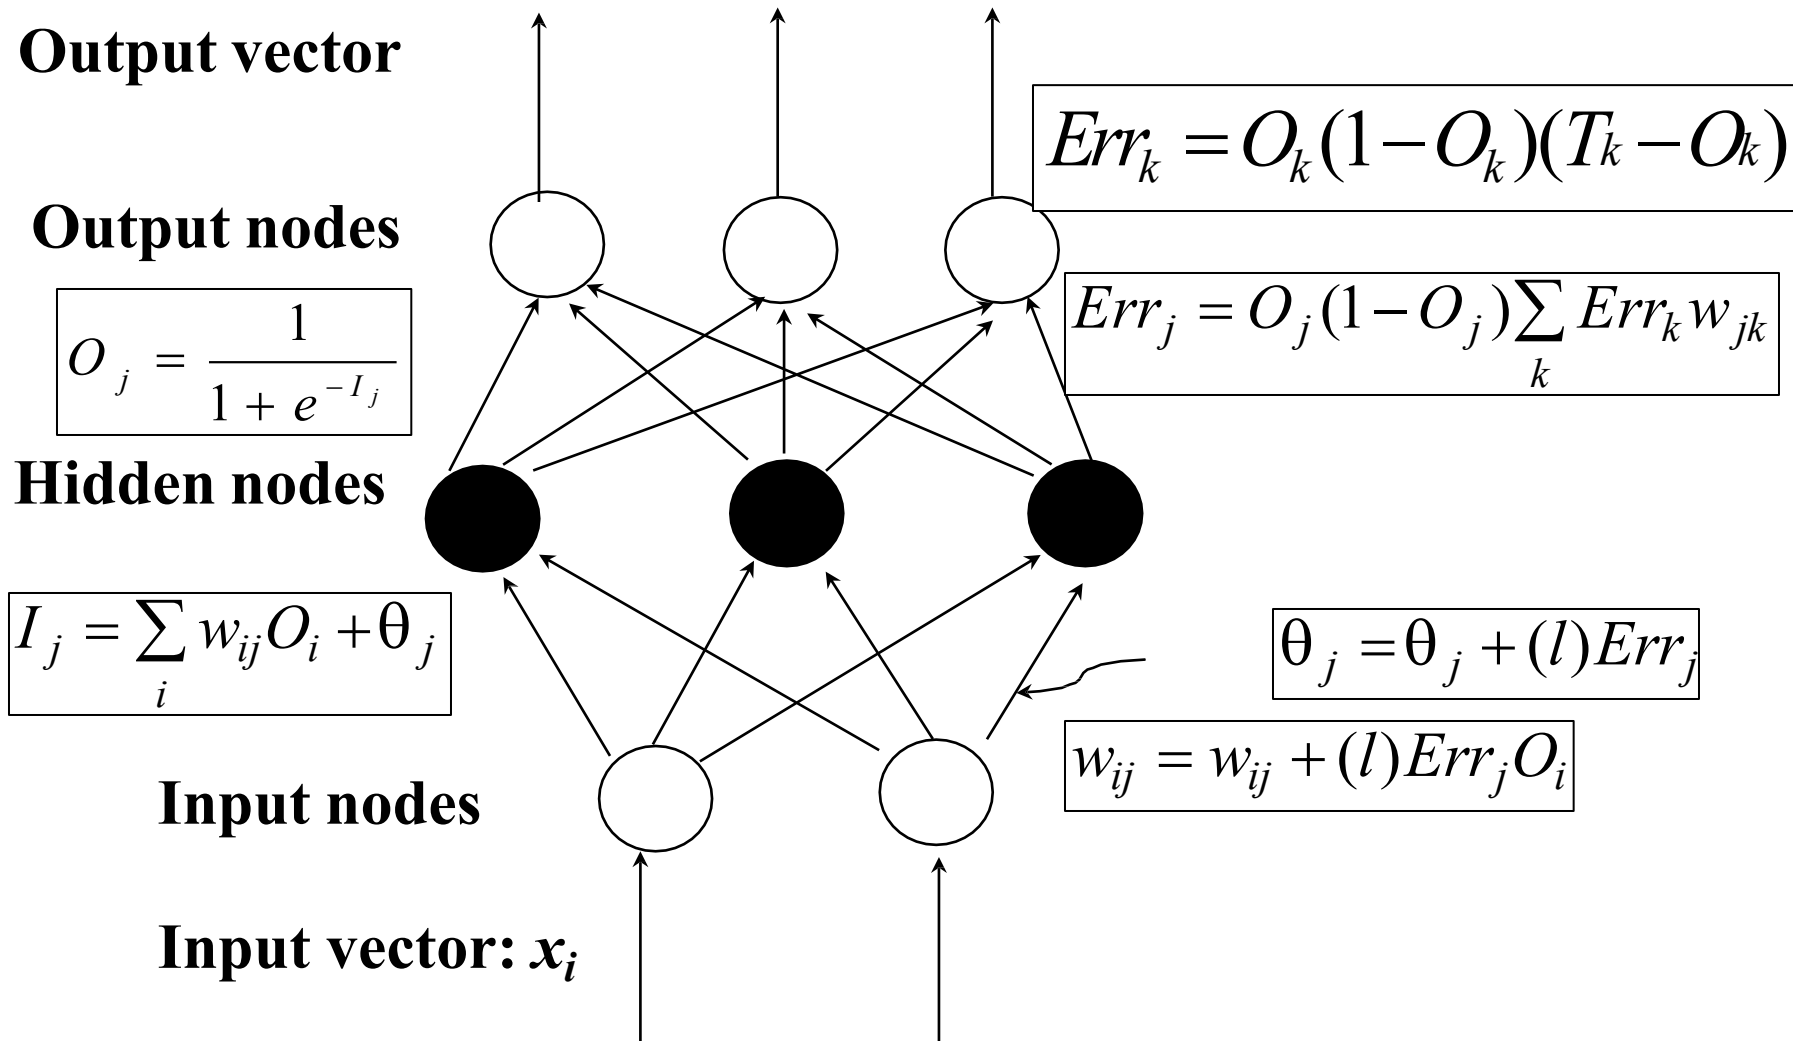 Output vector
Err_k = O_k(1 − O_k)(T_k − O_k)
Output nodes
Err_j = O_j(1 − O_j) ∑_k Err_k w_jk
O_j = 1 / (1 + e^(−I_j))
Hidden nodes
I_j = ∑_i w_ij O_i + θ_j
θ_j = θ_j + (l) Err_j
w_ij = w_ij + (l) Err_j O_i
Input nodes
Input vector: x_i